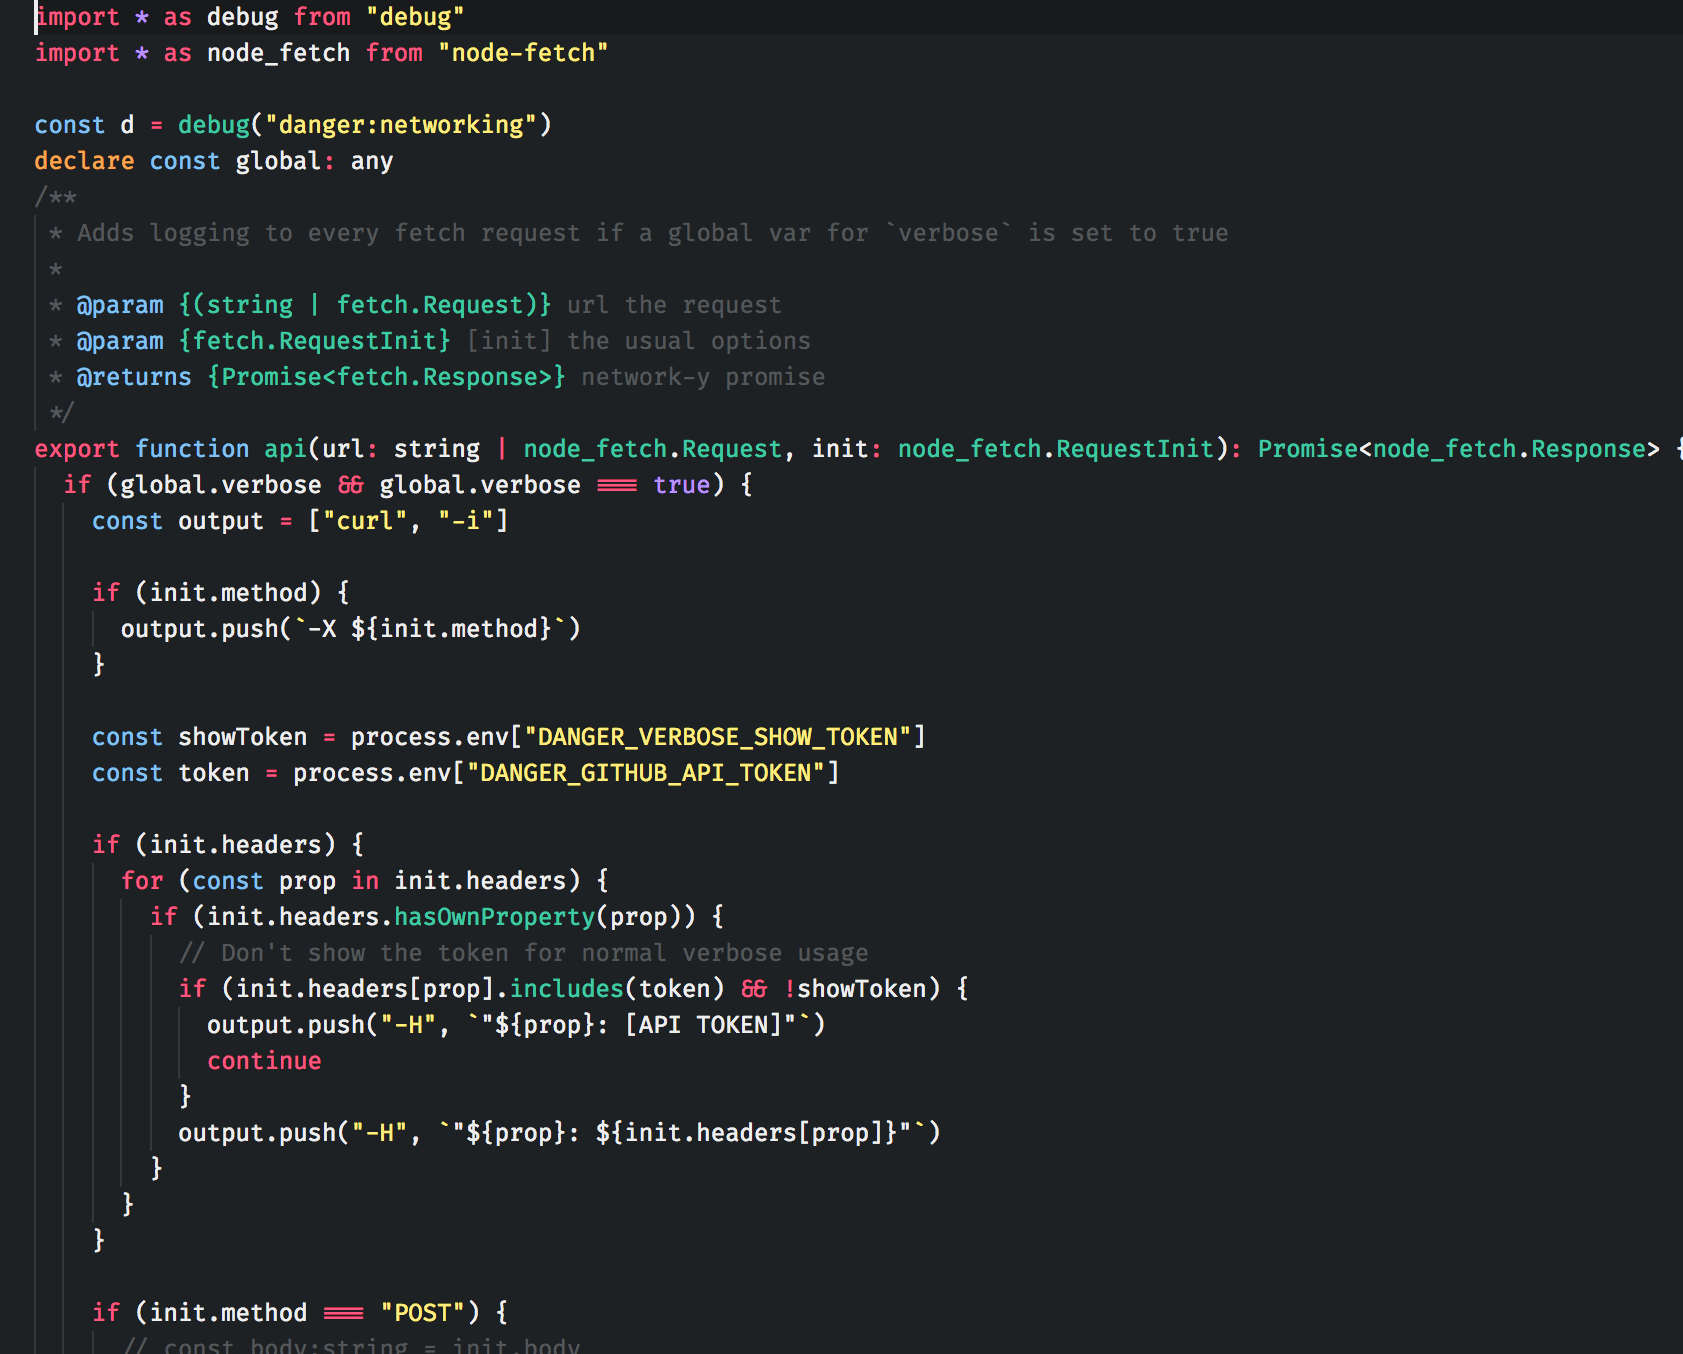 import * as debug from "debug"
import * as node_fetch from "node-fetch"

const d = debug("danger:networking")
declare const global: any
/**
 * Adds logging to every fetch request if a global var for `verbose` is set to true
 *
 * @param {(string | fetch.Request)} url the request
 * @param {fetch.RequestInit} [init] the usual options
 * @returns {Promise<fetch.Response>} network-y promise
 */
export function api(url: string | node_fetch.Request, init: node_fetch.RequestInit): Promise<node_fetch.Response> {
  if (global.verbose && global.verbose === true) {
    const output = ["curl", "-i"]

    if (init.method) {
      output.push(`-X ${init.method}`)
    }

    const showToken = process.env["DANGER_VERBOSE_SHOW_TOKEN"]
    const token = process.env["DANGER_GITHUB_API_TOKEN"]

    if (init.headers) {
      for (const prop in init.headers) {
        if (init.headers.hasOwnProperty(prop)) {
          // Don't show the token for normal verbose usage
          if (init.headers[prop].includes(token) && !showToken) {
            output.push("-H", `"${prop}: [API TOKEN]"`)
            continue
          }
          output.push("-H", `"${prop}: ${init.headers[prop]}"`)
        }
      }
    }

    if (init.method === "POST") {
      // const body:string = init.body